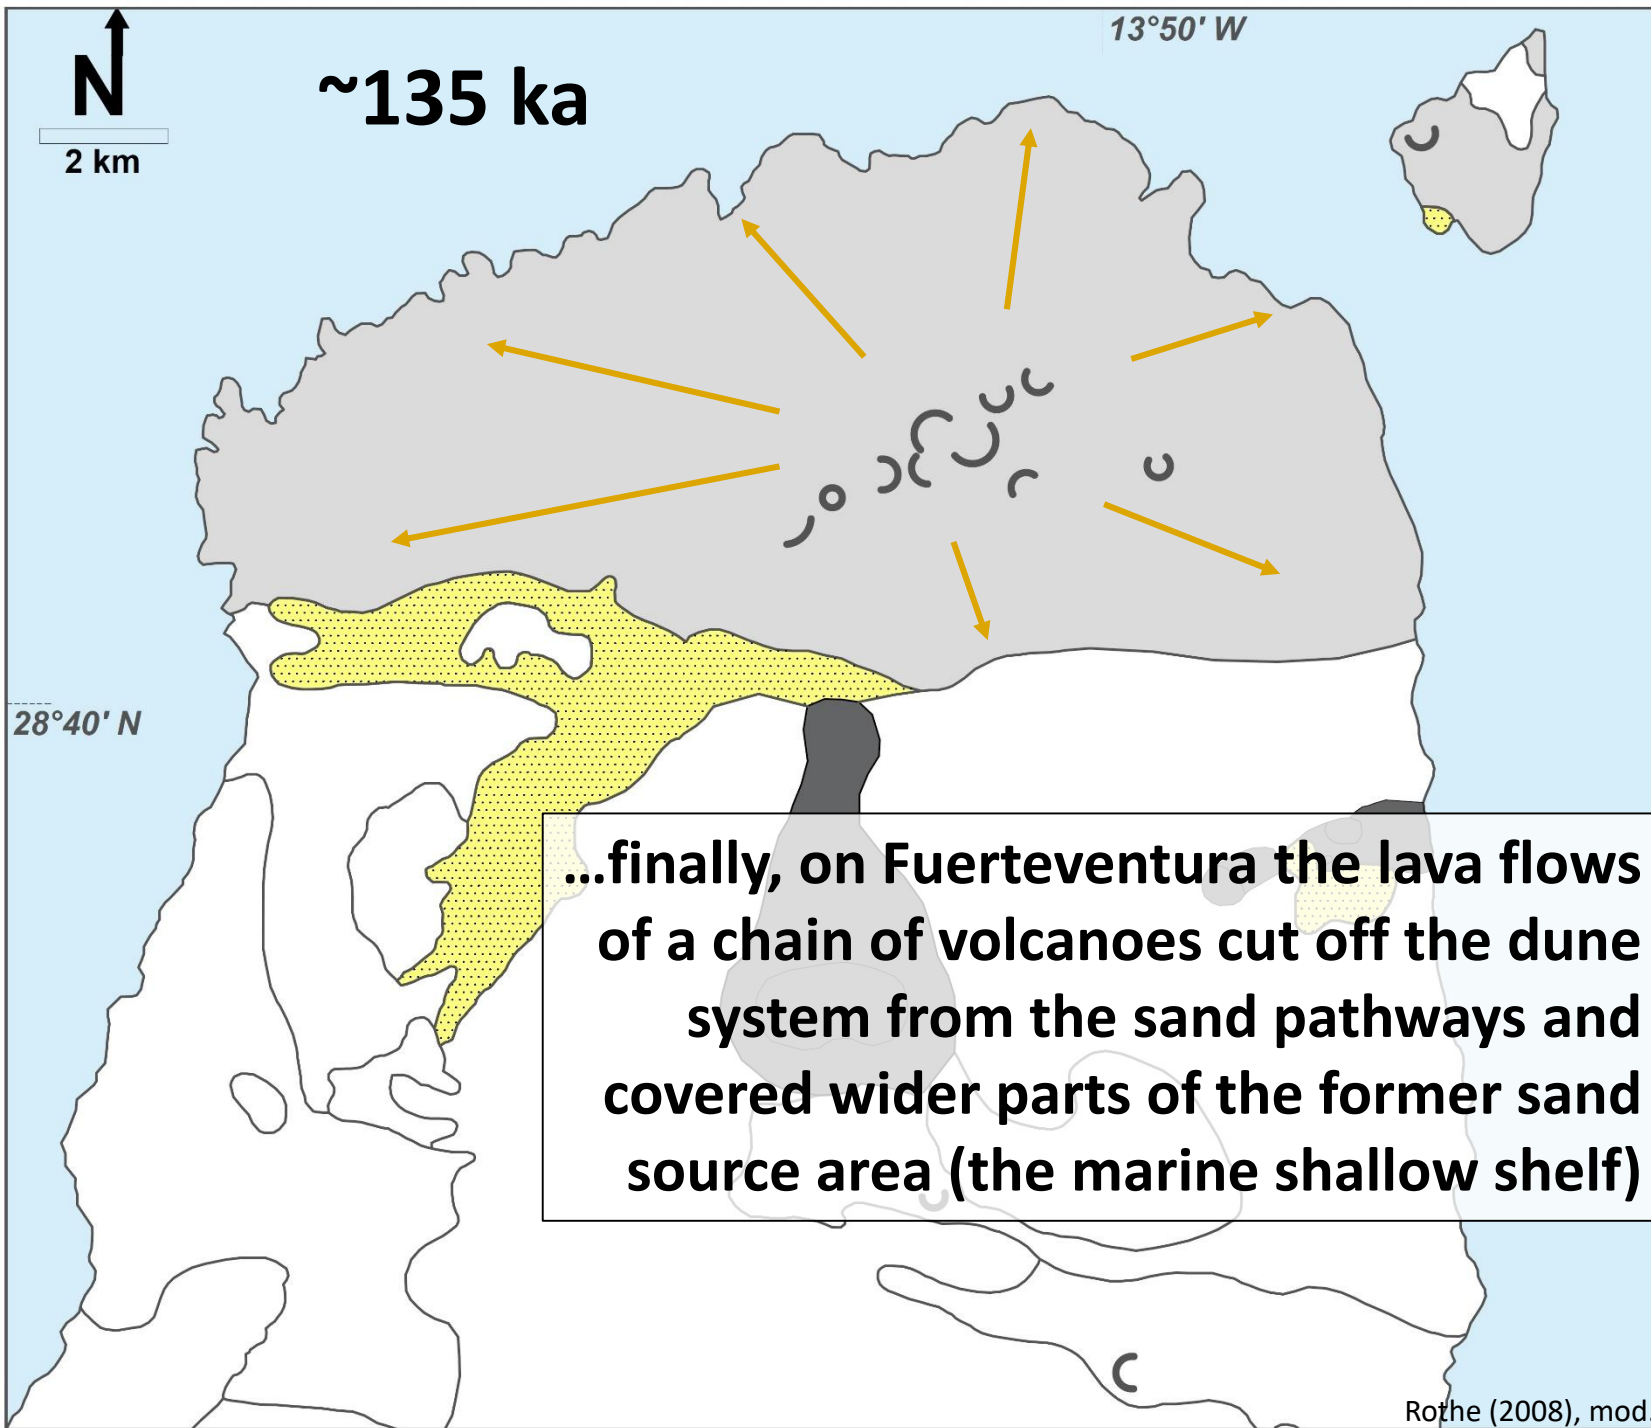 13°50' W
N
~135 ka
2 km
28°40' N
...finally, on Fuerteventura the lava flows
of a chain of volcanoes cut off the dune
system from the sand pathways and
covered wider parts of the former sand
source area (the marine shallow shelf)
Rothe (2008), mod.